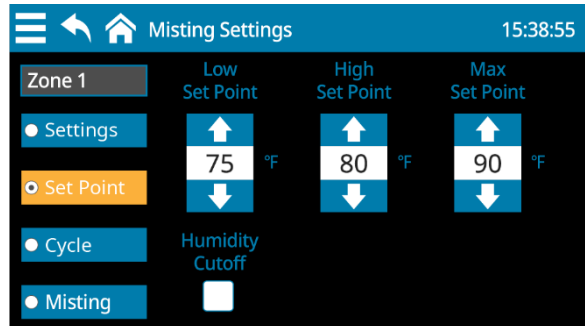 Misting Settings 15:38:55
Zone 1
Settings
Set Point
Cycle
Misting
Low
Set Point
75 °F
High
Set Point
80 °F
Max
Set Point
90 °F
Humidity
Cutoff